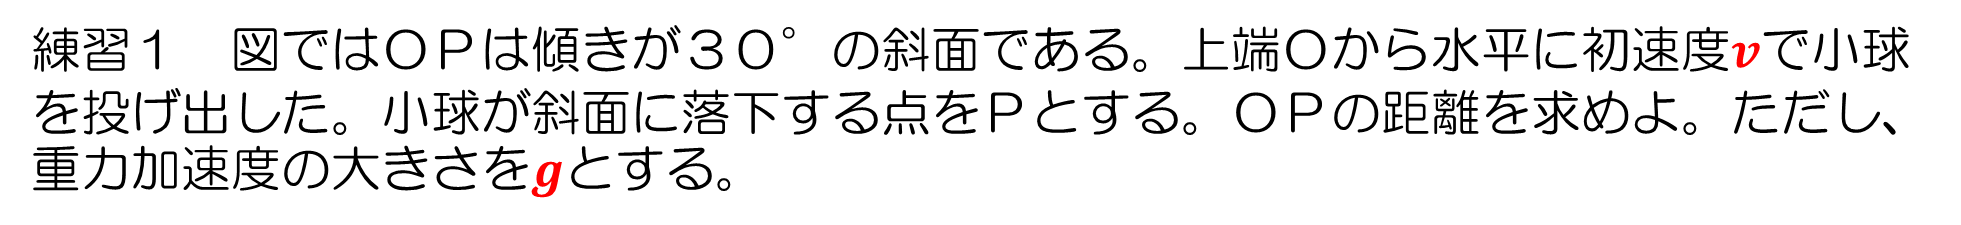 練習１　図ではＯＰは傾きが３０°の斜面である。上端Ｏから水平に初速度vで小球
を投げ出した。小球が斜面に落下する点をＰとする。ＯＰの距離を求めよ。ただし、
重力加速度の大きさをgとする。